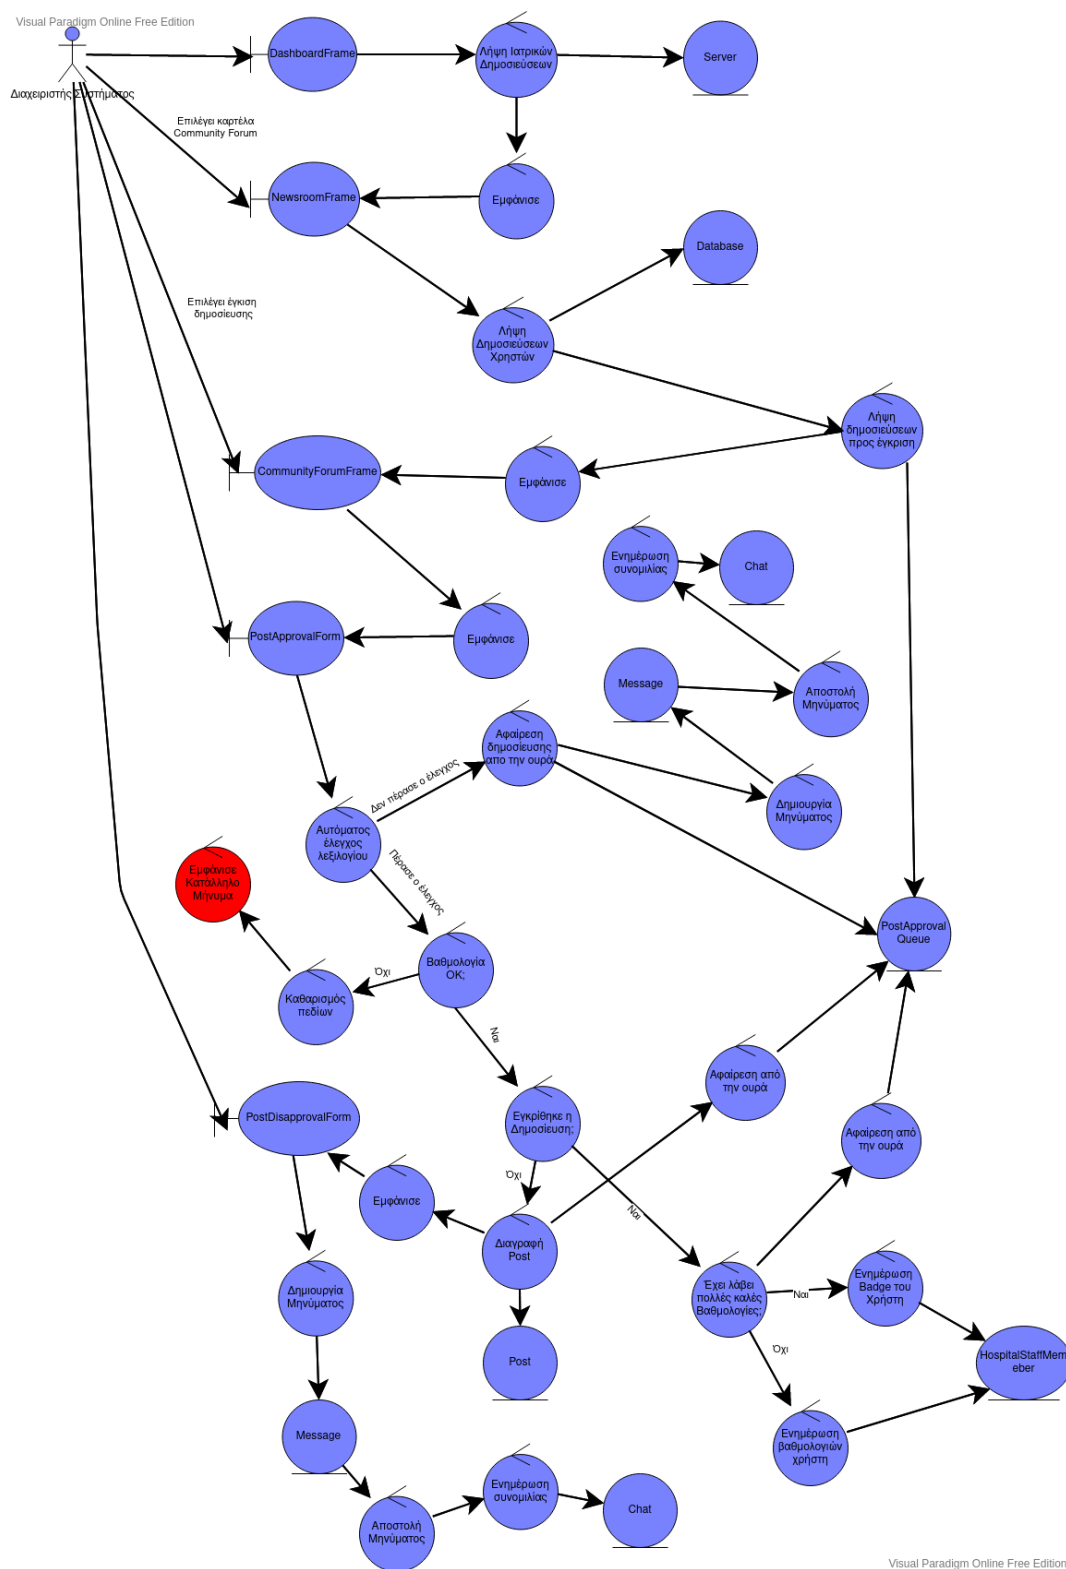 Visual Paradigm Online Free Edition
Διαχειριστής Συστήματος
DashboardFrame
Λήψη Ιατρικών
Δημοσιεύσεων
Server
Επιλέγει καρτέλα
Community Forum
NewsroomFrame
Εμφάνισε
Database
Επιλέγει έγκιση
δημοσίευσης
Λήψη
Δημοσιεύσεων
Χρηστών
Λήψη
δημοσιεύσεων
προς έγκριση
CommunityForumFrame
Εμφάνισε
Ενημέρωση
συνομιλίας
Chat
PostApprovalForm
Εμφάνισε
Message
Αποστολή
Μηνύματος
Αφαίρεση
δημοσίευσης
απο την ουρά
Δεν πέρασε ο έλεγχος
Δημιουργία
Μηνύματος
Αυτόματος
έλεγχος
λεξιλογίου
Πέρασε ο έλεγχος
Εμφάνισε
Κατάλληλο
Μήνυμα
PostApproval
Queue
Βαθμολογία
OK;
Όχι
Καθαρισμός
πεδίων
Ναι
Αφαίρεση από
την ουρά
PostDisapprovalForm
Εγκρίθηκε η
Δημοσίευση;
Αφαίρεση από
την ουρά
Όχι
Ναι
Εμφάνισε
Διαγραφή
Post
Δημιουργία
Μηνύματος
Έχει λάβει
πολλές καλές
Βαθμολογίες;
Ναι
Ενημέρωση
Badge του
Χρήστη
Όχι
Post
HospitalStaffMem
eber
Message
Ενημέρωση
βαθμολογιών
χρήστη
Ενημέρωση
συνομιλίας
Chat
Αποστολή
Μηνύματος
Visual Paradigm Online Free Edition